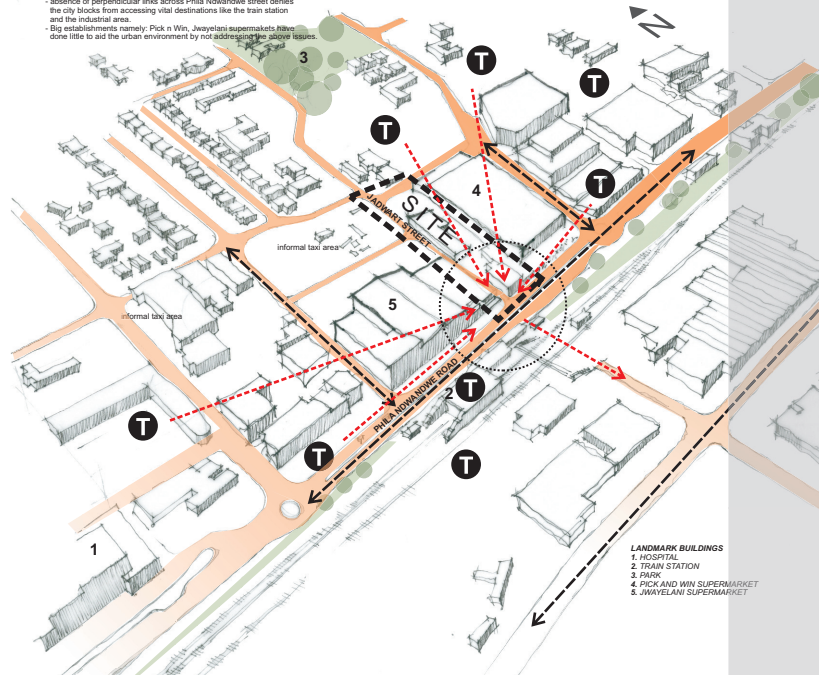 - absence of perpendicular links across Phila Ndwandwe street denies
the city blocks from accessing vital destinations like the train station
and the industrial area.
- Big establishments namely: Pick n Win, Jwayelani supermakets have
done little to aid the urban environment by not addressing the above issues.
N
3
T
T
T
T
4
SITE
JADWART STREET
informal taxi area
5
informal taxi area
PHILA NDWANDWE ROAD
2
T
T
T
T
1
LANDMARK BUILDINGS
1. HOSPITAL
2. TRAIN STATION
3. PARK
4. PICK AND WIN SUPERMARKET
5. JWAYELANI SUPERMARKET